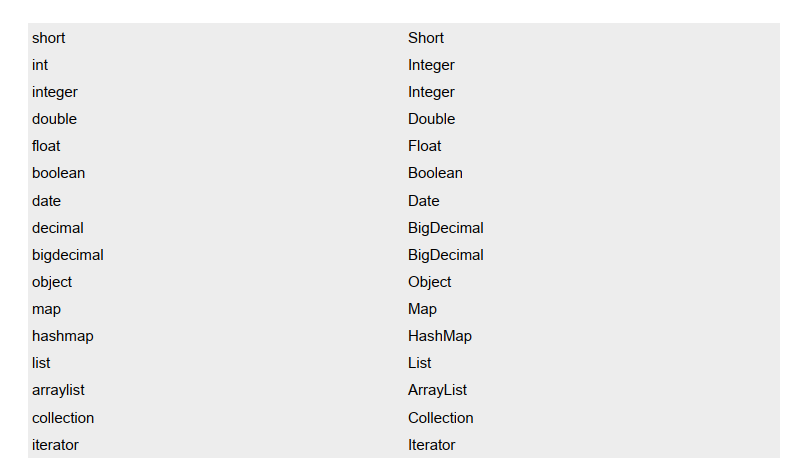 short Short
int Integer
integer Integer
double Double
float Float
boolean Boolean
date Date
decimal BigDecimal
bigdecimal BigDecimal
object Object
map Map
hashmap HashMap
list List
arraylist ArrayList
collection Collection
iterator Iterator